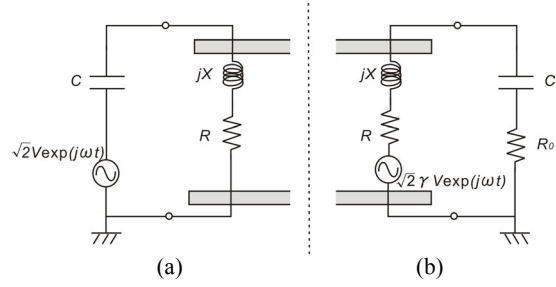 C
jX
R
√2Vexp(jωt)
(a)
jX
R
√2 γ Vexp(jωt)
C
R₀
(b)